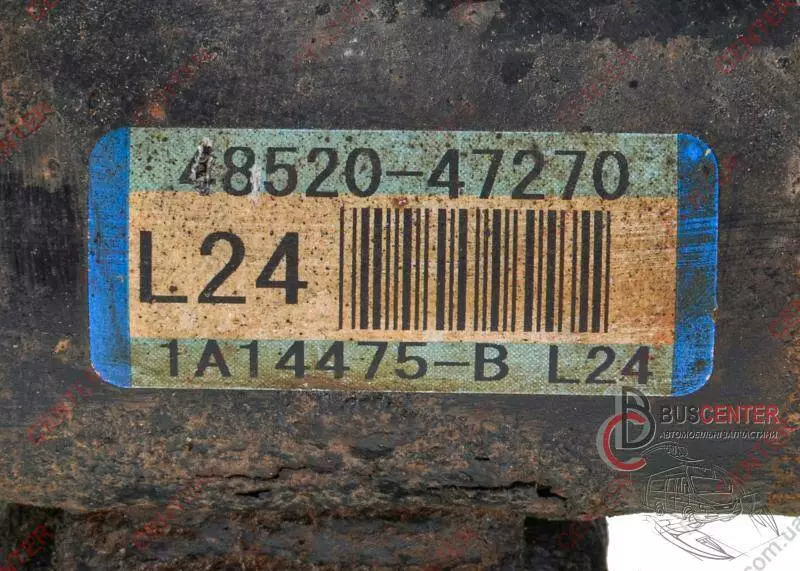 48520-47270
L24
1A14475-B L24
BUSCENTER
АВТОМОБІЛЬНІ ЗАПЧАСТИНИ